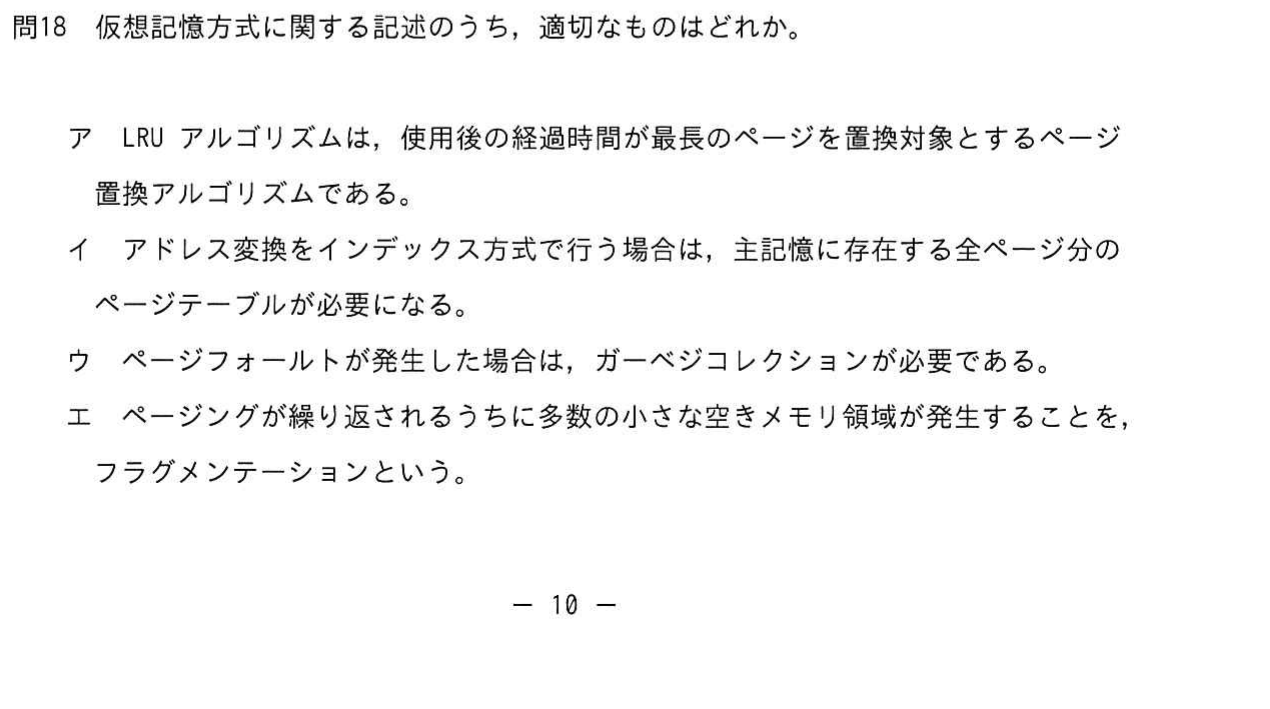 問18　仮想記憶方式に関する記述のうち，適切なものはどれか。
ア　LRU アルゴリズムは，使用後の経過時間が最長のページを置換対象とするページ
置換アルゴリズムである。
イ　アドレス変換をインデックス方式で行う場合は，主記憶に存在する全ページ分の
ページテーブルが必要になる。
ウ　ページフォールトが発生した場合は，ガーベジコレクションが必要である。
エ　ページングが繰り返されるうちに多数の小さな空きメモリ領域が発生することを，
フラグメンテーションという。
－ 10 －